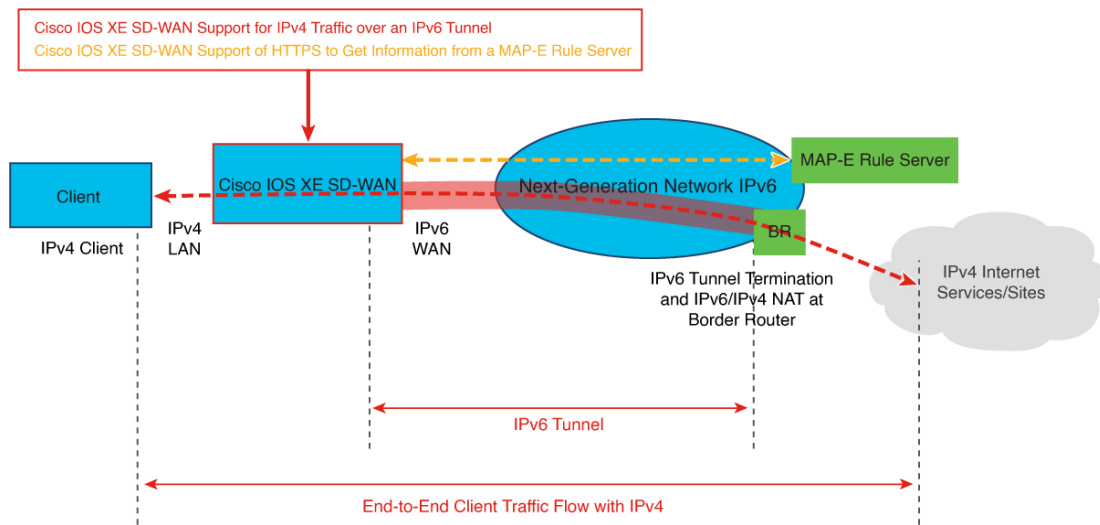 Cisco IOS XE SD-WAN Support for IPv4 Traffic over an IPv6 Tunnel
Cisco IOS XE SD-WAN Support of HTTPS to Get Information from a MAP-E Rule Server
MAP-E Rule Server
Client
Cisco IOS XE SD-WAN
Next-Generation Network IPv6
IPv4 Client
IPv4
LAN
IPv6
WAN
BR
IPv6 Tunnel Termination
and IPv6/IPv4 NAT at
Border Router
IPv4 Internet
Services/Sites
IPv6 Tunnel
End-to-End Client Traffic Flow with IPv4